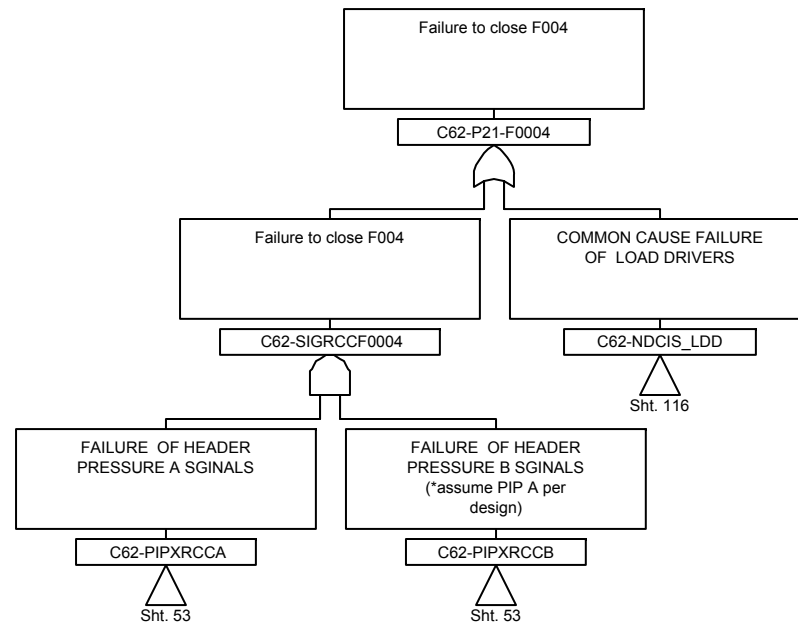 Failure to close F004
C62-P21-F0004
Failure to close F004
COMMON CAUSE FAILURE
OF LOAD DRIVERS
C62-SIGRCCF0004
C62-NDCIS_LDD
Sht. 116
FAILURE OF HEADER
PRESSURE A SGINALS
FAILURE OF HEADER
PRESSURE B SGINALS
(*assume PIP A per
design)
C62-PIPXRCCA
C62-PIPXRCCB
Sht. 53
Sht. 53